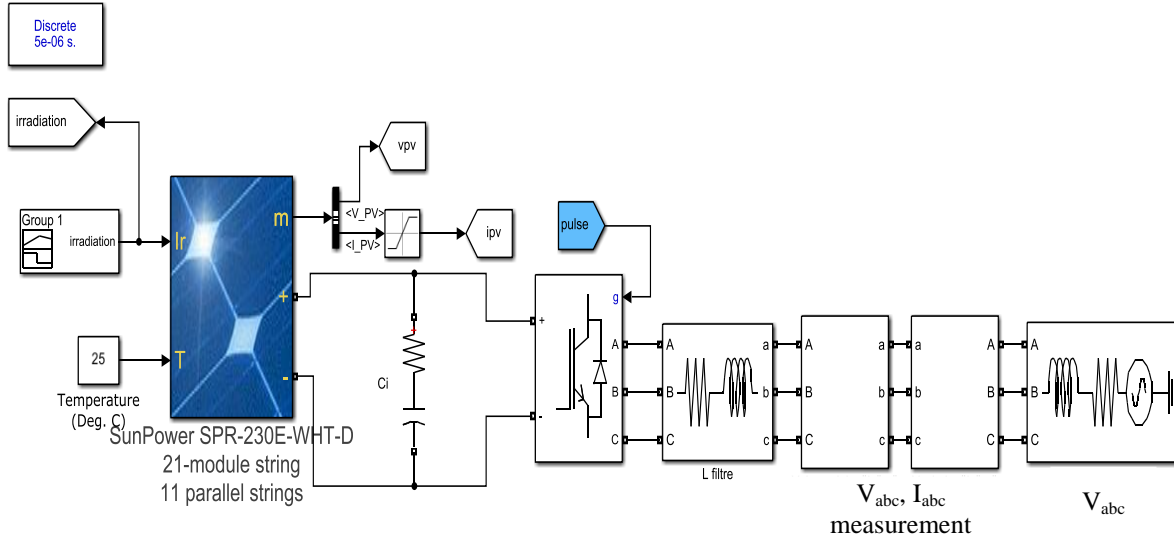 Discrete
5e-06 s.
irradiation
vpv
<V_PV>
<I_PV>
ipv
pulse
Group 1
irradiation
Ir
m
+
-
T
25
Temperature
(Deg. C)
SunPower SPR-230E-WHT-D
21-module string
11 parallel strings
Ci
g
+
-
A
B
C
A
B
C
a
b
c
L filtre
A
B
C
a
b
c
a
b
c
A
B
C
Vabc, Iabc
measurement
A
B
C
Vabc